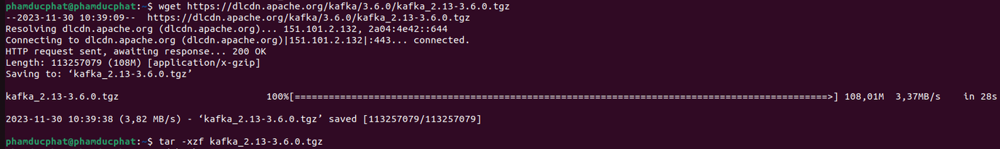 phamducphat@phamducphat:~$ wget https://dlcdn.apache.org/kafka/3.6.0/kafka_2.13-3.6.0.tgz
--2023-11-30 10:39:09--  https://dlcdn.apache.org/kafka/3.6.0/kafka_2.13-3.6.0.tgz
Resolving dlcdn.apache.org (dlcdn.apache.org)... 151.101.2.132, 2a04:4e42::644
Connecting to dlcdn.apache.org (dlcdn.apache.org)|151.101.2.132|:443... connected.
HTTP request sent, awaiting response... 200 OK
Length: 113257079 (108M) [application/x-gzip]
Saving to: ‘kafka_2.13-3.6.0.tgz’
kafka_2.13-3.6.0.tgz 100%[=============================================================================================>] 108,01M 3,37MB/s in 28s
2023-11-30 10:39:38 (3,82 MB/s) - ‘kafka_2.13-3.6.0.tgz’ saved [113257079/113257079]
phamducphat@phamducphat:~$ tar -xzf kafka_2.13-3.6.0.tgz